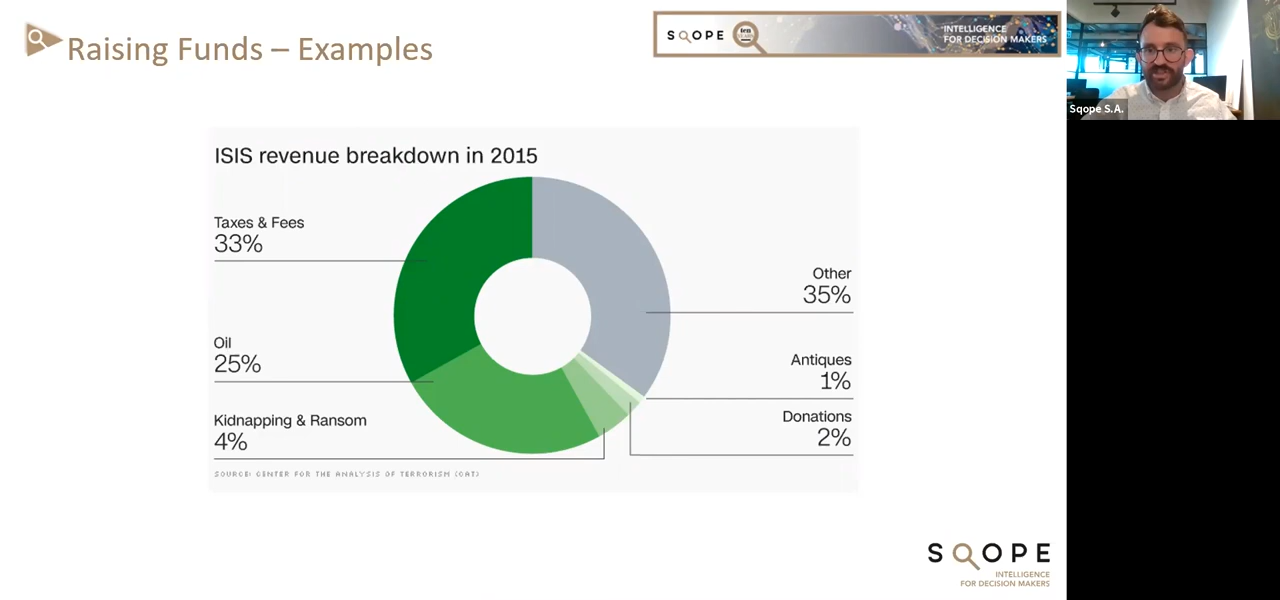 Raising Funds – Examples
SQOPE
ten
INTELLIGENCE
FOR DECISION MAKERS
Sqope S.A.
ISIS revenue breakdown in 2015
Taxes & Fees
33%
Other
35%
Oil
25%
Antiques
1%
Kidnapping & Ransom
4%
Donations
2%
SOURCE: CENTER FOR THE ANALYSIS OF TERRORISM (CAT)
SQOPE
INTELLIGENCE
FOR DECISION MAKERS